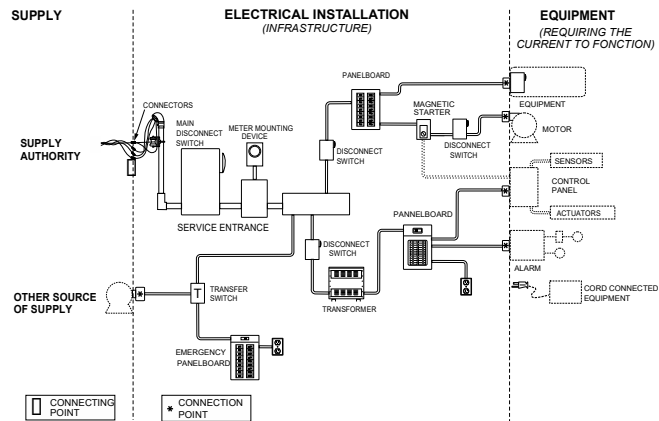 SUPPLY
ELECTRICAL INSTALLATION
(INFRASTRUCTURE)
EQUIPMENT
(REQUIRING THE
CURRENT TO FONCTION)
PANELBOARD
CONNECTORS
MAIN
DISCONNECT
SWITCH
METER MOUNTING
DEVICE
MAGNETIC
STARTER
EQUIPMENT
MOTOR
SUPPLY
AUTHORITY
DISCONNECT
SWITCH
DISCONNECT
SWITCH
SENSORS
CONTROL
PANEL
ACTUATORS
SERVICE ENTRANCE
PANNELBOARD
DISCONNECT
SWITCH
ALARM
OTHER SOURCE
OF SUPPLY
T
TRANSFER
SWITCH
TRANSFORMER
CORD CONNECTED
EQUIPMENT
EMERGENCY
PANELBOARD
CONNECTING
POINT
* CONNECTION
POINT